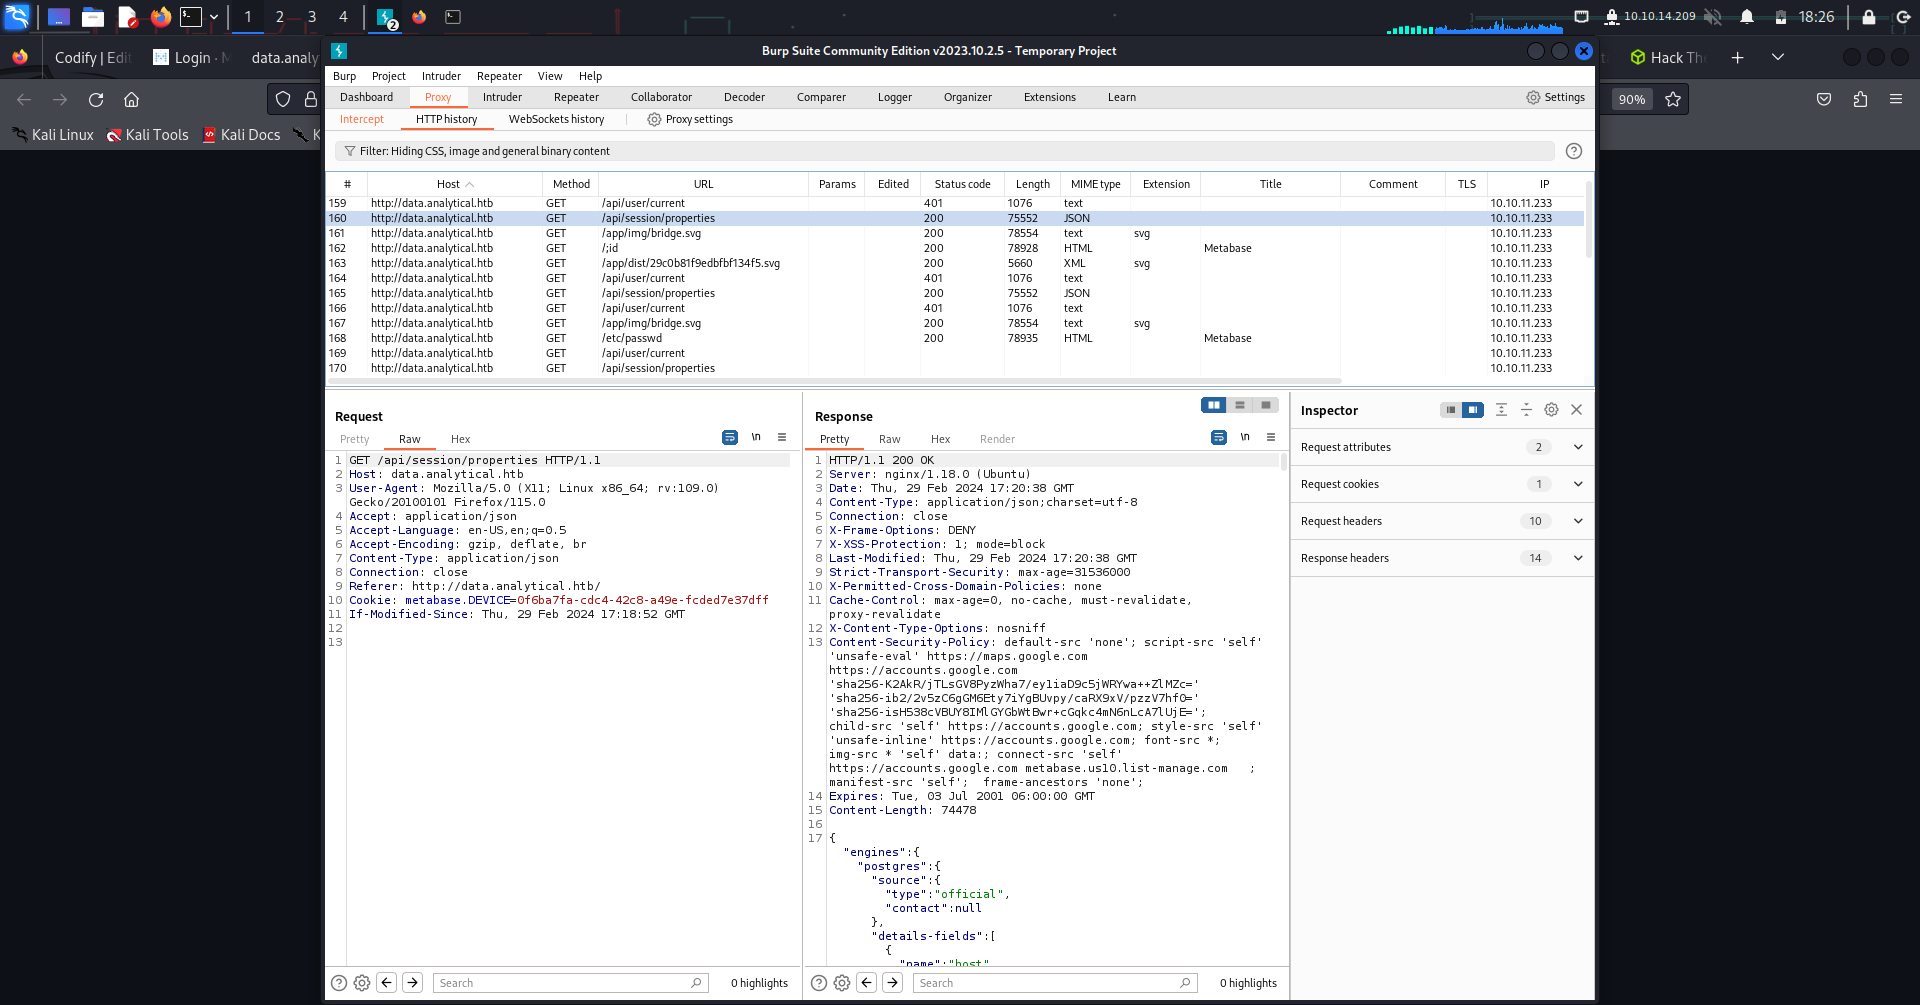 1 2 3 4 2 10.10.14.209 18:26
Burp Suite Community Edition v2023.10.2.5 - Temporary Project
Codify | Edi Login · M data.analy Hack Th
Burp Project Intruder Repeater View Help
Dashboard Proxy Intruder Repeater Collaborator Decoder Comparer Logger Organizer Extensions Learn Settings
90%
Intercept HTTP history WebSockets history Proxy settings
Kali Linux Kali Tools Kali Docs K
Filter: Hiding CSS, image and general binary content
# Host Method URL Params Edited Status code Length MIME type Extension Title Comment TLS IP
159 http://data.analytical.htb GET /api/user/current 401 1076 text 10.10.11.233
160 http://data.analytical.htb GET /api/session/properties 200 75552 JSON 10.10.11.233
161 http://data.analytical.htb GET /app/img/bridge.svg 200 78554 text svg 10.10.11.233
162 http://data.analytical.htb GET /;id 200 78928 HTML Metabase 10.10.11.233
163 http://data.analytical.htb GET /app/dist/29c0b81f9edbfbf134f5.svg 200 5660 XML svg 10.10.11.233
164 http://data.analytical.htb GET /api/user/current 401 1076 text 10.10.11.233
165 http://data.analytical.htb GET /api/session/properties 200 75552 JSON 10.10.11.233
166 http://data.analytical.htb GET /api/user/current 401 1076 text 10.10.11.233
167 http://data.analytical.htb GET /app/img/bridge.svg 200 78554 text svg 10.10.11.233
168 http://data.analytical.htb GET /etc/passwd 200 78935 HTML Metabase 10.10.11.233
169 http://data.analytical.htb GET /api/user/current 10.10.11.233
170 http://data.analytical.htb GET /api/session/properties 10.10.11.233
Request
Pretty Raw Hex \n
1 GET /api/session/properties HTTP/1.1
2 Host: data.analytical.htb
3 User-Agent: Mozilla/5.0 (X11; Linux x86_64; rv:109.0)
Gecko/20100101 Firefox/115.0
4 Accept: application/json
5 Accept-Language: en-US,en;q=0.5
6 Accept-Encoding: gzip, deflate, br
7 Content-Type: application/json
8 Connection: close
9 Referer: http://data.analytical.htb/
10 Cookie: metabase.DEVICE=0f6ba7fa-cdc4-42c8-a49e-fcded7e37dff
11 If-Modified-Since: Thu, 29 Feb 2024 17:18:52 GMT
12
13
Search 0 highlights
Response
Pretty Raw Hex Render \n
1 HTTP/1.1 200 OK
2 Server: nginx/1.18.0 (Ubuntu)
3 Date: Thu, 29 Feb 2024 17:20:38 GMT
4 Content-Type: application/json;charset=utf-8
5 Connection: close
6 X-Frame-Options: DENY
7 X-XSS-Protection: 1; mode=block
8 Last-Modified: Thu, 29 Feb 2024 17:20:38 GMT
9 Strict-Transport-Security: max-age=31536000
10 X-Permitted-Cross-Domain-Policies: none
11 Cache-Control: max-age=0, no-cache, must-revalidate,
proxy-revalidate
12 X-Content-Type-Options: nosniff
13 Content-Security-Policy: default-src 'none'; script-src 'self'
'unsafe-eval' https://maps.google.com
https://accounts.google.com
'sha256-K2AkR/jTLsGV8PyzWha7/ey1iaD9c5jWRYwa++ZlMZc='
'sha256-ib2/2v5zC6gGM6Ety7iYgBUvpy/caRX9xV/pzzV7hf0='
'sha256-isH538cVBUY8IMlGYGbWtBwr+cGqkc4mN6nLcA7lUjE=';
child-src 'self' https://accounts.google.com; style-src 'self'
'unsafe-inline' https://accounts.google.com; font-src *;
img-src * 'self' data:; connect-src 'self'
https://accounts.google.com metabase.us10.list-manage.com ;
manifest-src 'self'; frame-ancestors 'none';
14 Expires: Tue, 03 Jul 2001 06:00:00 GMT
15 Content-Length: 74478
16
17 {
"engines":{
"postgres":{
"source":{
"type":"official",
"contact":null
},
"details-fields":[
{
"name":"host"
Search 0 highlights
Inspector
Request attributes 2
Request cookies 1
Request headers 10
Response headers 14